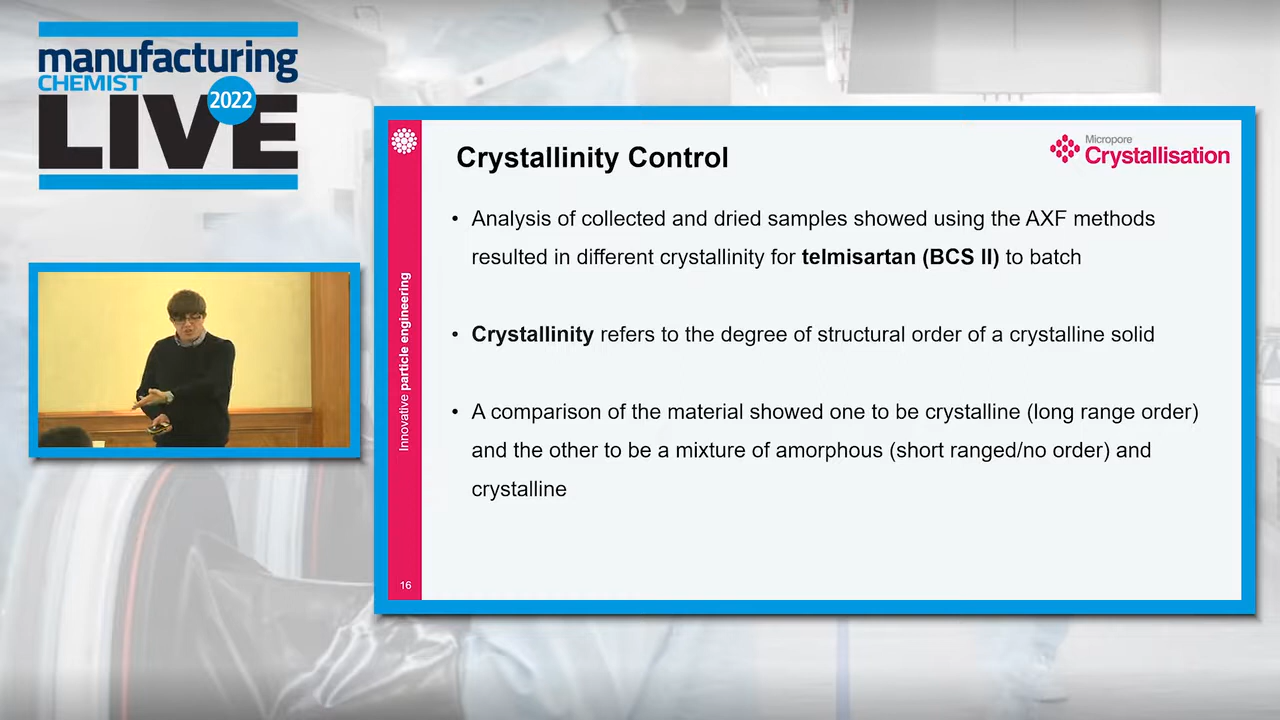 manufacturing
CHEMIST
LIVE
2022
Crystallinity Control
Micropore
Crystallisation
• Analysis of collected and dried samples showed using the AXF methods
resulted in different crystallinity for telmisartan (BCS II) to batch
• Crystallinity refers to the degree of structural order of a crystalline solid
• A comparison of the material showed one to be crystalline (long range order)
and the other to be a mixture of amorphous (short ranged/no order) and
crystalline
Innovative particle engineering
16